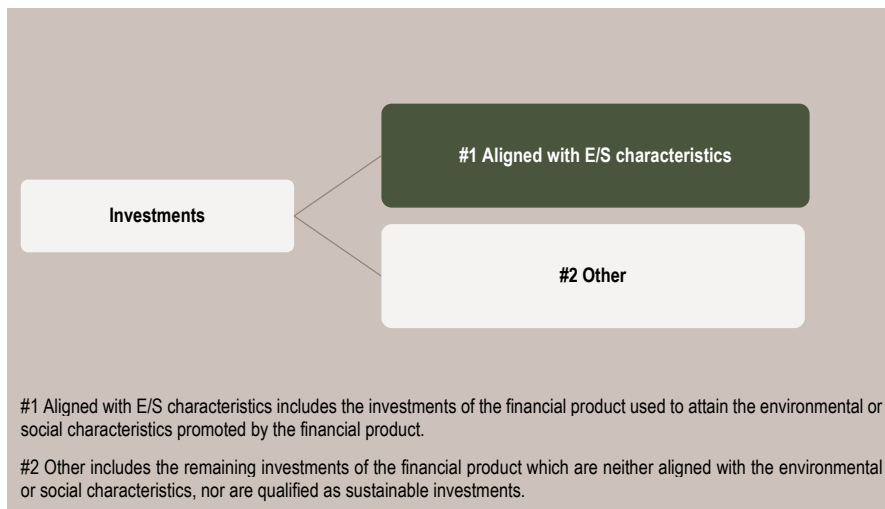 #1 Aligned with E/S characteristics
Investments
#2 Other
#1 Aligned with E/S characteristics includes the investments of the financial product used to attain the environmental or
social characteristics promoted by the financial product.
#2 Other includes the remaining investments of the financial product which are neither aligned with the environmental
or social characteristics, nor are qualified as sustainable investments.